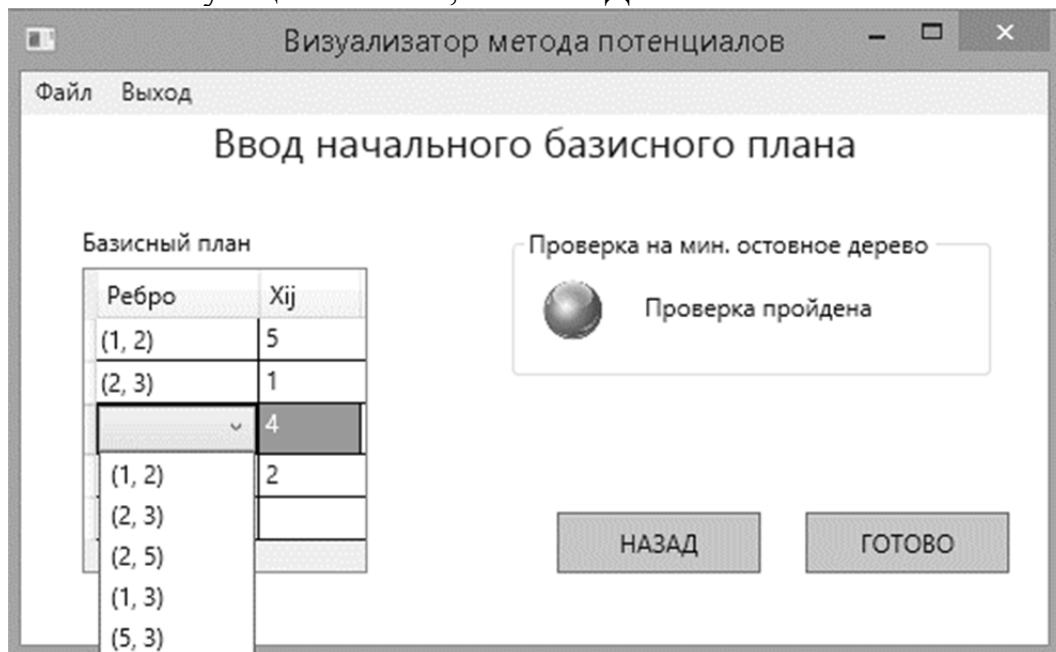 Визуализатор метода потенциалов
Файл Выход
Ввод начального базисного плана
Базисный план
Проверка на мин. остовное дерево
Ребро Xij
Проверка пройдена
(1, 2) 5
(2, 3) 1
4
(1, 2) 2
(2, 3)
(2, 5)
НАЗАД ГОТОВО
(1, 3)
(5, 3)